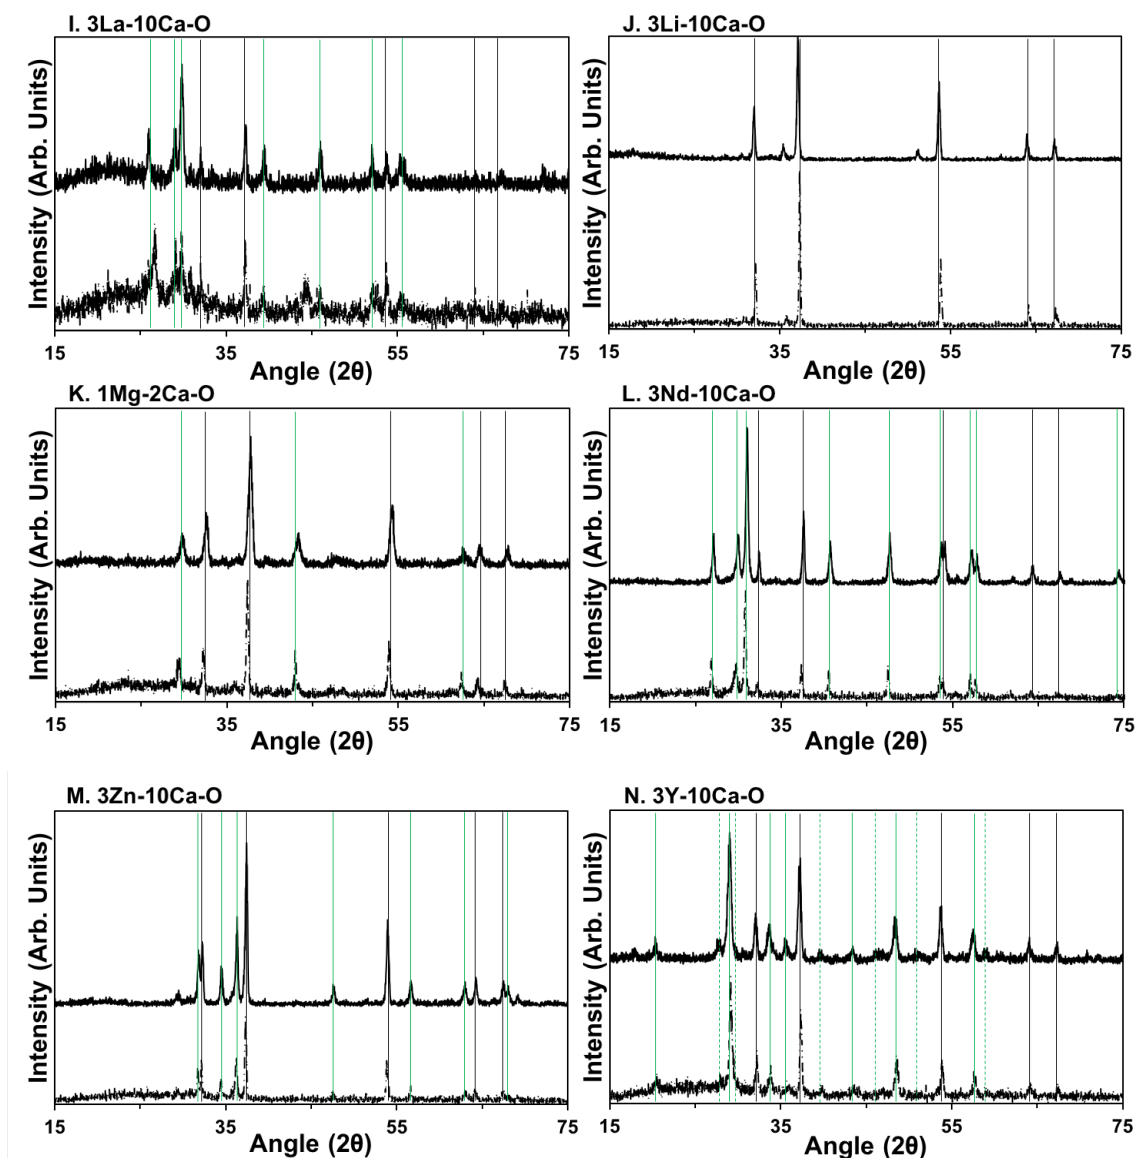 I. 3La-10Ca-O
Intensity (Arb. Units)
15 35 55 75
Angle (2θ)
J. 3Li-10Ca-O
Intensity (Arb. Units)
15 35 55 75
Angle (2θ)
K. 1Mg-2Ca-O
Intensity (Arb. Units)
15 35 55 75
Angle (2θ)
L. 3Nd-10Ca-O
Intensity (Arb. Units)
15 35 55 75
Angle (2θ)
M. 3Zn-10Ca-O
Intensity (Arb. Units)
15 35 55 75
Angle (2θ)
N. 3Y-10Ca-O
Intensity (Arb. Units)
15 35 55 75
Angle (2θ)